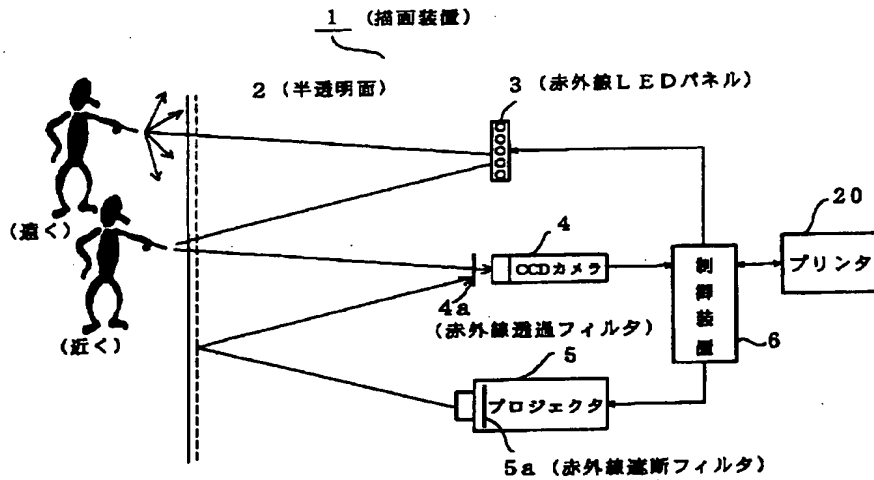 1 (描画装置)
2 (半透明面)
3 (赤外線LEDパネル)
20
(遠く)
4
CCDカメラ
制御装置
プリンタ
4a
(赤外線透過フィルタ)
6
(近く)
5
プロジェクタ
5a (赤外線遮断フィルタ)